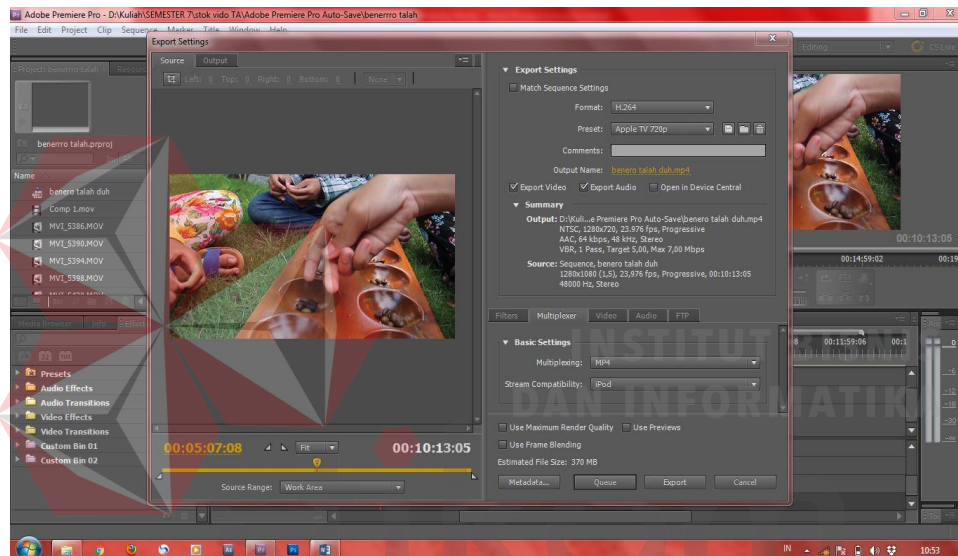 Adobe Premiere Pro - D:\Kuliah\SEMESTER 7\stok vido TA\Adobe Premiere Pro Auto-Save\benerrro talah
File Edit Project Clip Sequence Marker Title Window Help
Export Settings
Source Output
Left: 0 Top: 0 Right: 0 Bottom: 0 None
Export Settings
Match Sequence Settings
Format: H.264
Preset: Apple TV 720p
Comments:
Output Name: benero talah duh.mp4
Export Video Export Audio Open in Device Central
Summary
Output: D:\Kuli...e Premiere Pro Auto-Save\benero talah duh.mp4
NTSC, 1280x720, 23.976 fps, Progressive
AAC, 64 kbps, 48 kHz, Stereo
VBR, 1 Pass, Target 5,00, Max 7,00 Mbps
Source: Sequence, benero talah duh
1280x1080 (1,5), 23,976 fps, Progressive, 00:10:13:05
48000 Hz, Stereo
Filters Multiplexer Video Audio FTP
Basic Settings
Multiplexing: MP4
Stream Compatibility: iPod
Use Maximum Render Quality Use Previews
Use Frame Blending
Estimated File Size: 370 MB
Metadata... Queue Export Cancel
00:05:07:08 Fit 00:10:13:05
Source Range: Work Area
benerrro talah.prproj
Name
benero talah duh
Comp 1.mov
MVI_5386.MOV
MVI_5390.MOV
MVI_5394.MOV
MVI_5398.MOV
Media Browser Info Effect
Presets
Audio Effects
Audio Transitions
Video Effects
Video Transitions
Custom Bin 01
Custom Bin 02
Editing CS Live
00:10:13:05
00:14:59:02 00:19
00:11:59:06 00:1
INSTITUT BISNIS
DAN INFORMATIK
IN 10:53